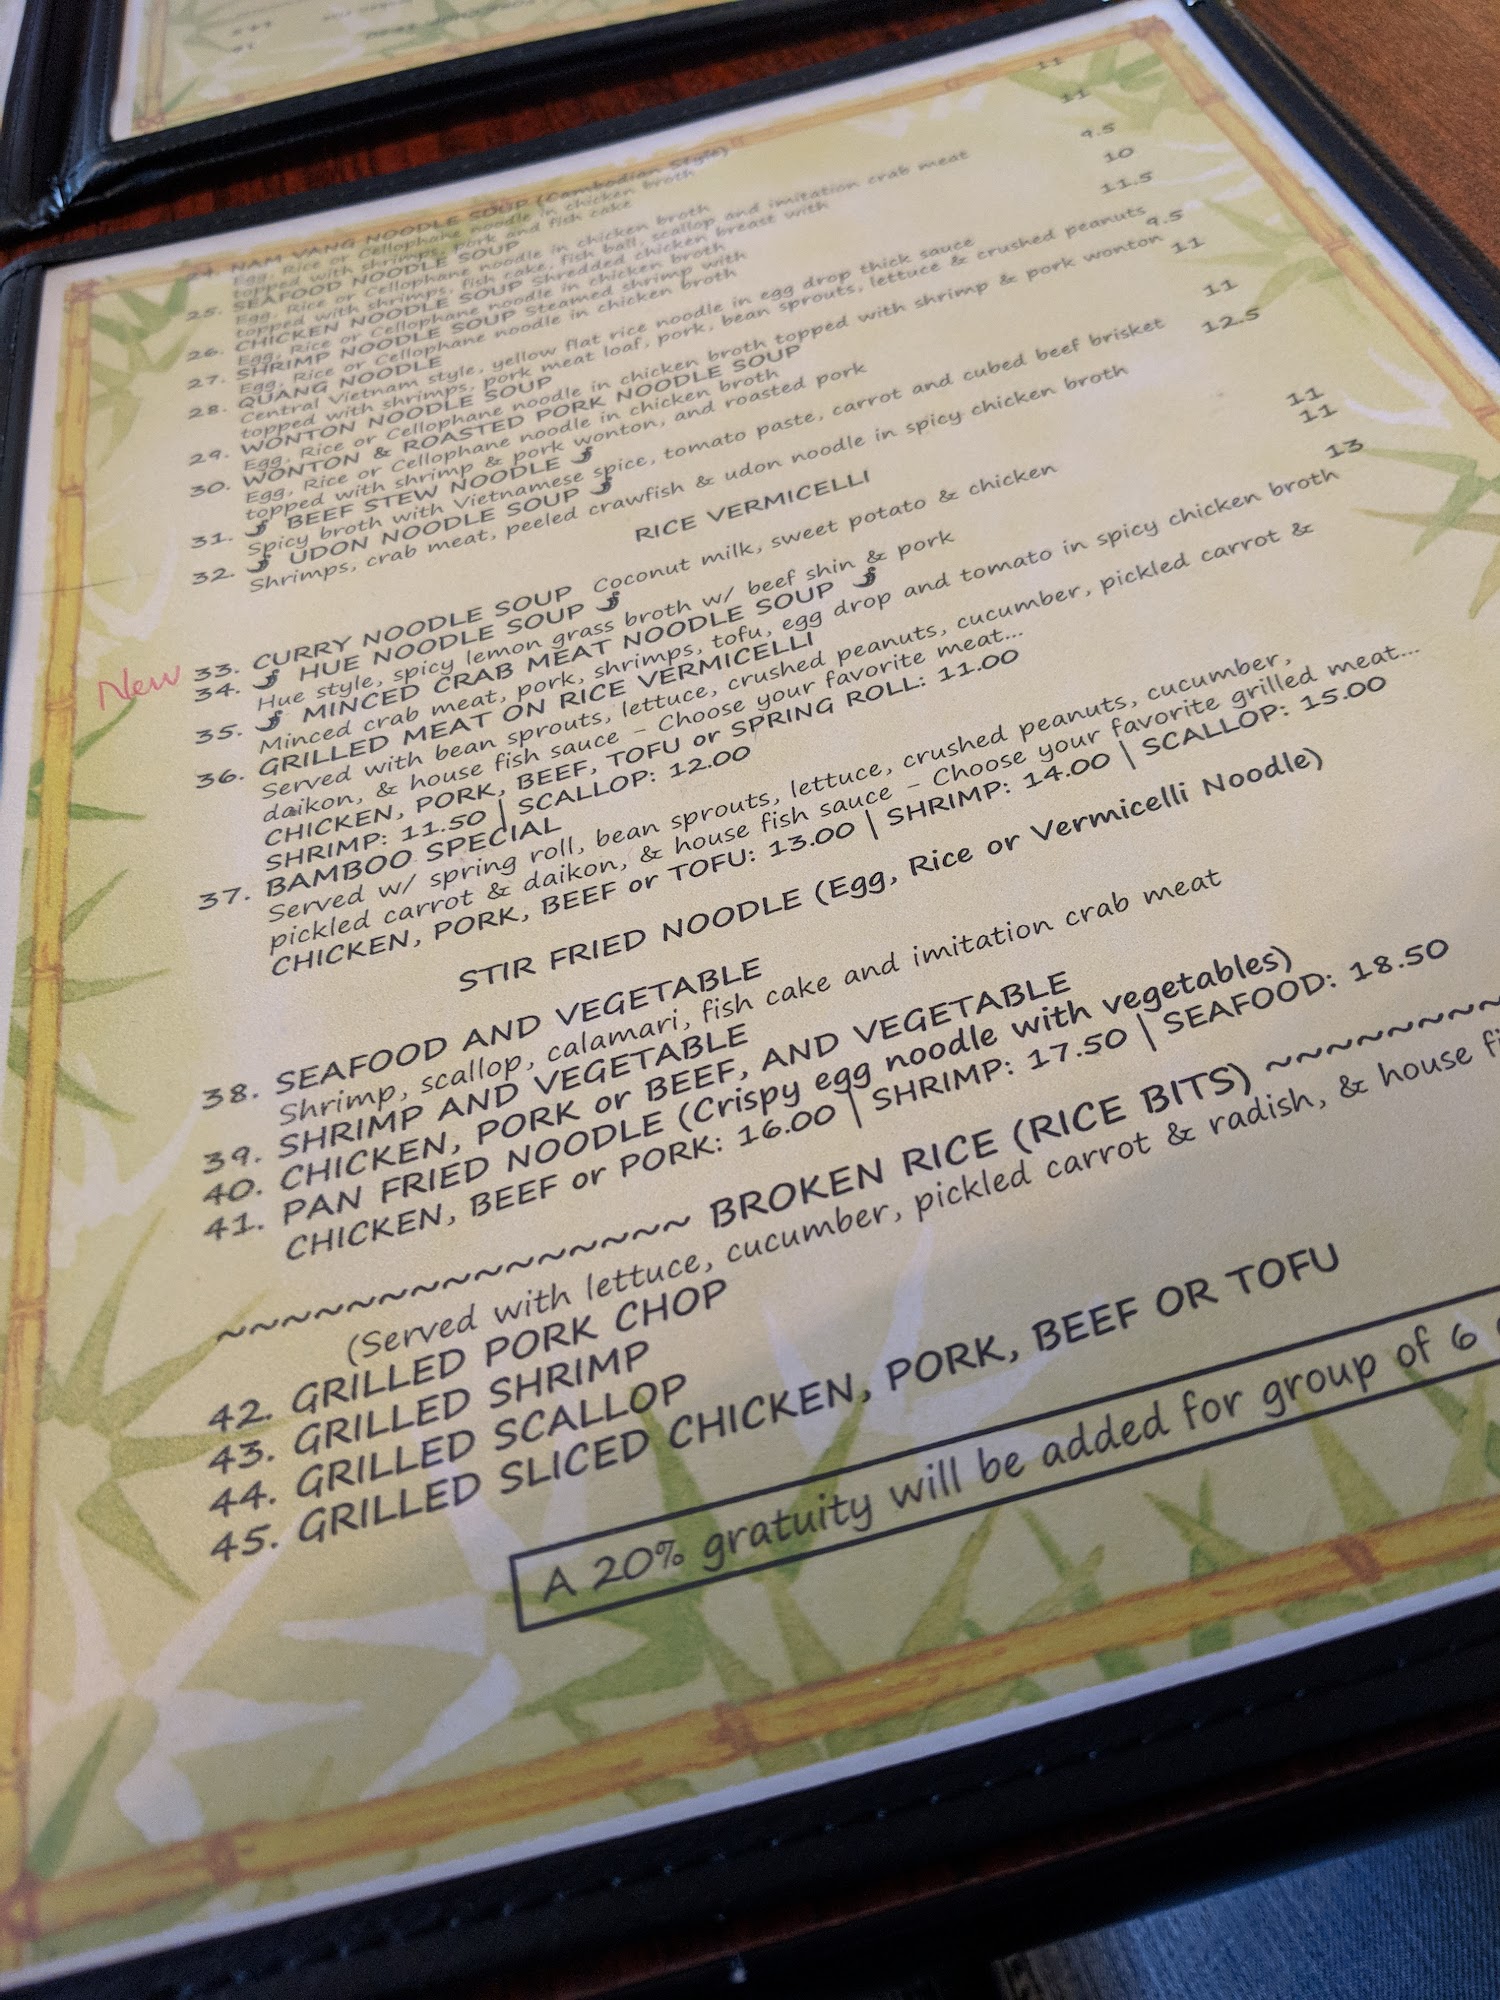 24. NAM VANG NOODLE SOUP (Cambodian Style) 11
Egg, Rice or Cellophane noodle in chicken broth
topped with shrimps, pork and fish cake
25. SEAFOOD NOODLE SOUP 11
Egg, Rice or Cellophane noodle in chicken broth
topped with shrimps, fish cake, fish ball, scallop and imitation crab meat
26. CHICKEN NOODLE SOUP Shredded chicken breast with 9.5
Egg, Rice or Cellophane noodle in chicken broth
27. SHRIMP NOODLE SOUP Steamed shrimp with 10
Egg, Rice or Cellophane noodle in chicken broth
28. QUANG NOODLE 11.5
Central Vietnam style, yellow flat rice noodle in egg drop thick sauce
topped with shrimps, pork meat loaf, pork, bean sprouts, lettuce & crushed peanuts
29. WONTON NOODLE SOUP 9.5
Egg, Rice or Cellophane noodle in chicken broth topped with shrimp & pork wonton
30. WONTON & ROASTED PORK NOODLE SOUP 11
Egg, Rice or Cellophane noodle in chicken broth
topped with shrimp & pork wonton, and roasted pork
31. BEEF STEW NOODLE 11
Spicy broth with Vietnamese spice, tomato paste, carrot and cubed beef brisket
32. UDON NOODLE SOUP 12.5
Shrimps, crab meat, peeled crawfish & udon noodle in spicy chicken broth
RICE VERMICELLI
New 33. CURRY NOODLE SOUP Coconut milk, sweet potato & chicken 11
34. HUE NOODLE SOUP 11
Hue style, spicy lemon grass broth w/ beef shin & pork
35. MINCED CRAB MEAT NOODLE SOUP 13
Minced crab meat, pork, shrimps, tofu, egg drop and tomato in spicy chicken broth
36. GRILLED MEAT ON RICE VERMICELLI
Served with bean sprouts, lettuce, crushed peanuts, cucumber, pickled carrot &
daikon, & house fish sauce - Choose your favorite meat...
CHICKEN, PORK, BEEF, TOFU or SPRING ROLL: 11.00
SHRIMP: 11.50 | SCALLOP: 12.00
37. BAMBOO SPECIAL
Served w/ spring roll, bean sprouts, lettuce, crushed peanuts, cucumber,
pickled carrot & daikon, & house fish sauce - Choose your favorite grilled meat...
CHICKEN, PORK, BEEF or TOFU: 13.00 | SHRIMP: 14.00 | SCALLOP: 15.00
STIR FRIED NOODLE (Egg, Rice or Vermicelli Noodle)
38. SEAFOOD AND VEGETABLE
Shrimp, scallop, calamari, fish cake and imitation crab meat
39. SHRIMP AND VEGETABLE
40. CHICKEN, PORK or BEEF, AND VEGETABLE
41. PAN FRIED NOODLE (Crispy egg noodle with vegetables)
CHICKEN, BEEF or PORK: 16.00 | SHRIMP: 17.50 | SEAFOOD: 18.50
~~~~~~~~~~~~~~~ BROKEN RICE (RICE BITS) ~~~~~~~~~
(Served with lettuce, cucumber, pickled carrot & radish, & house
42. GRILLED PORK CHOP
43. GRILLED SHRIMP
44. GRILLED SCALLOP
45. GRILLED SLICED CHICKEN, PORK, BEEF OR TOFU
A 20% gratuity will be added for group of 6